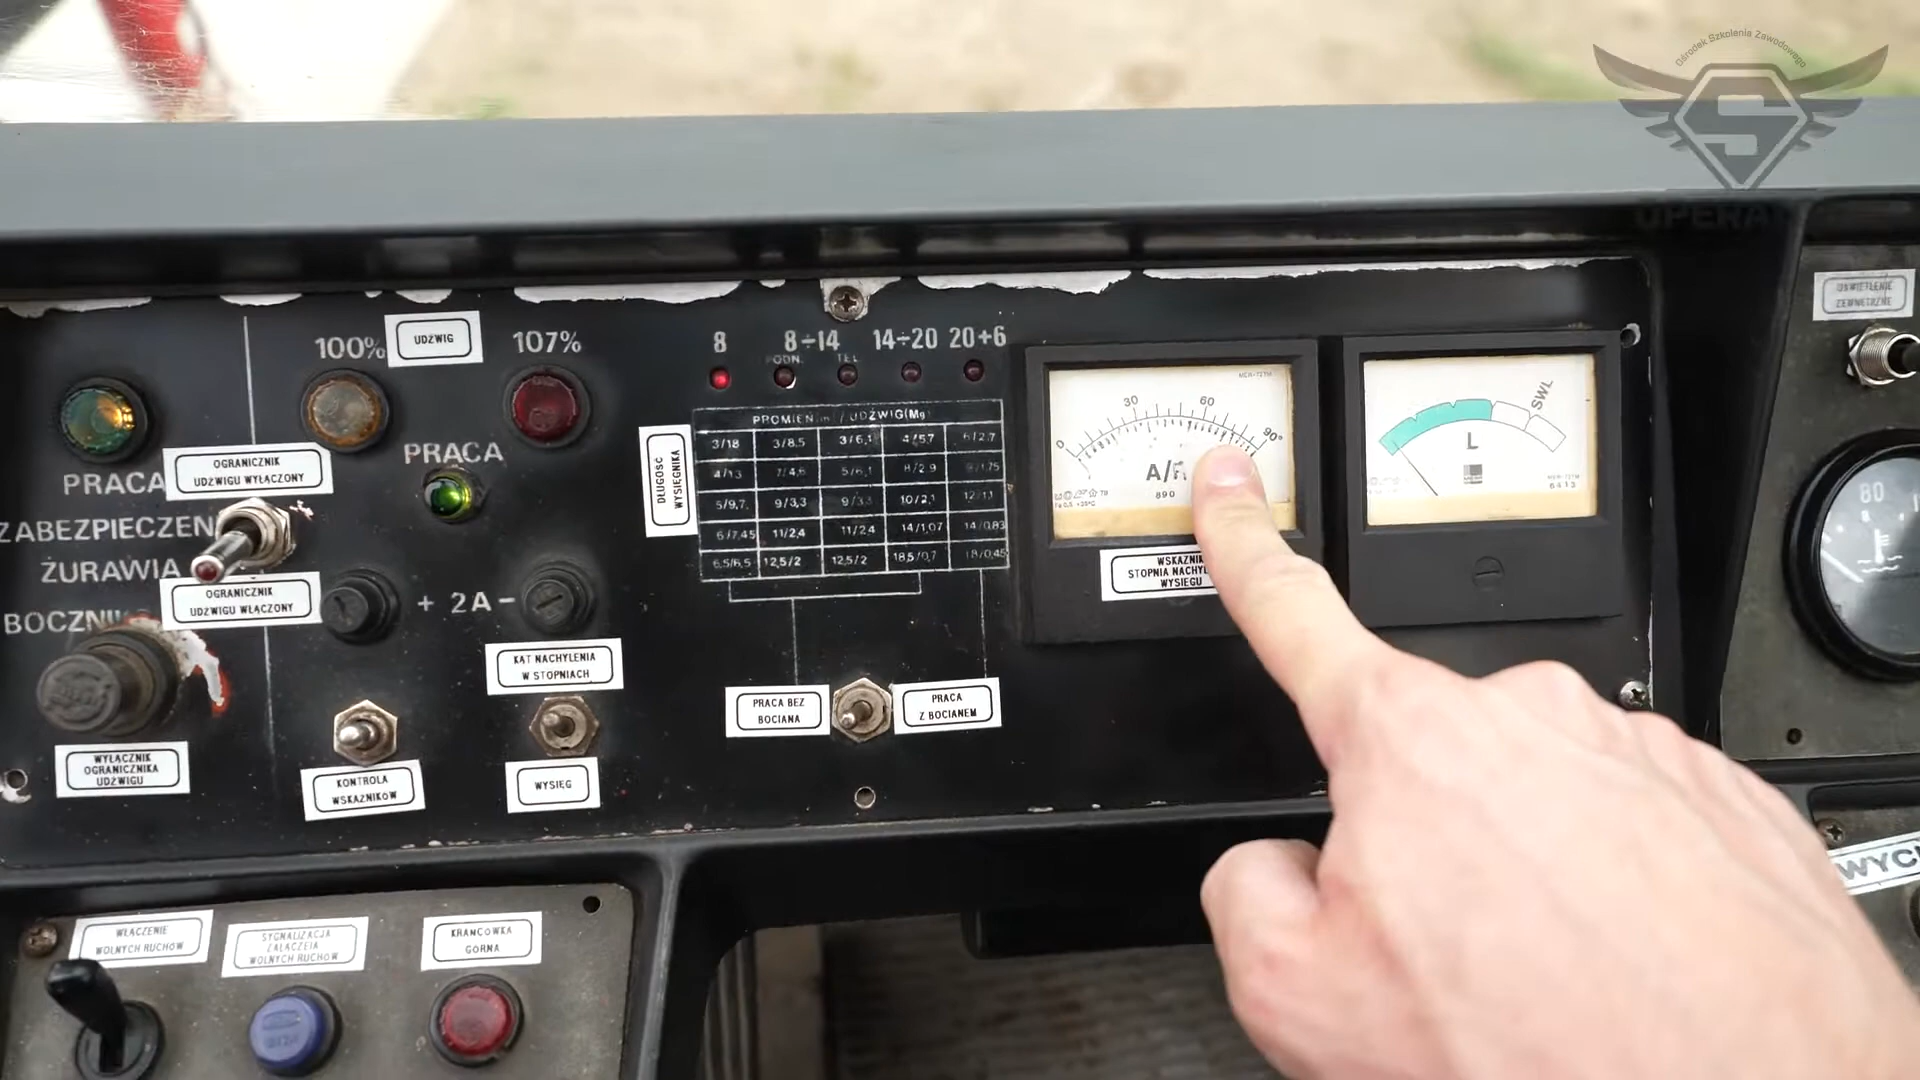 Ośrodek Szkolenia Zawodowego
S
OPERA
100%
UDŹWIG
107%
PRACA
OGRANICZNIK
UDŹWIGU WYŁĄCZONY
ZABEZPIECZEN
ŻURAWIA
OGRANICZNIK
UDŹWIGU WŁĄCZONY
BOCZNIK
WYŁĄCZNIK
OGRANICZNIKA
UDŹWIGU
PRACA
+ 2A -
KĄT NACHYLENIA
W STOPNIACH
WYSIĘG
KONTROLA
WSKAŹNIKÓW
8 8÷14 14÷20 20+6
PODN. TEL
DŁUGOŚĆ
WYSIĘGNIKA
PROMIEŃ / UDŹWIG(Mg)
3/18 3/8,5 3/6,1 4/5,7 6/2,7
4/13 7/4,6 5/6,1 8/2,9
5/9,7 9/3,3 9/3,3 10/2,1 12/1,1
6/7,45 11/2,4 11/2,4 14/1,07 14/0,83
6,5/6,5 12,5/2 12,5/2 18,5/0,7 18/0,45
PRACA BEZ
BOCIANA
PRACA
Z BOCIANEM
0 30 60 90°
A/R
890
WSKAŹNIK
STOPNIA NACHYL
WYSIĘGU
SWL
L
6413
80
OŚWIETLENIE
ZEWNĘTRZNE
WŁĄCZENIE
WOLNYCH RUCHÓW
SYGNALIZACJA
ZAŁĄCZEIA
WOLNYCH RUCHÓW
KRAŃCÓWKA
GÓRNA
WYCH